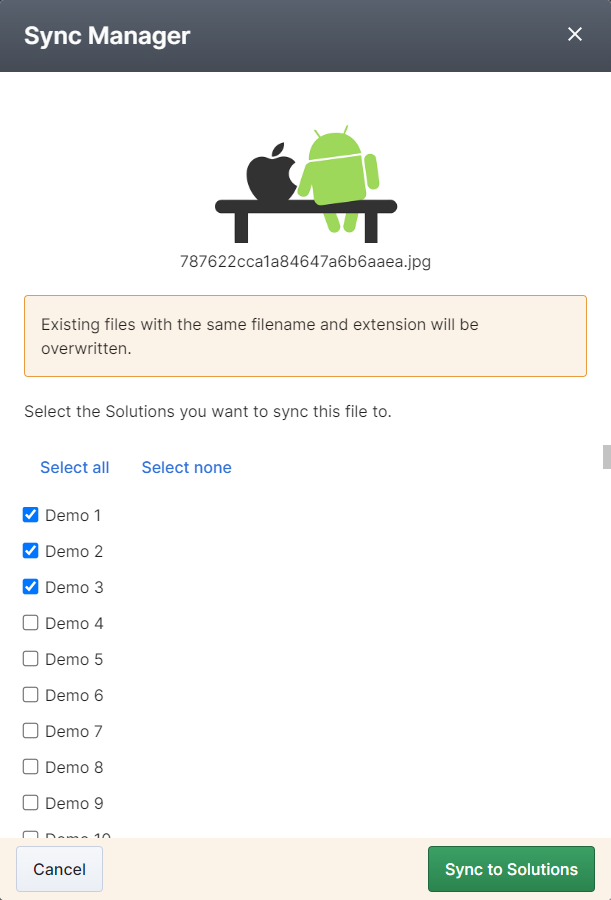 Sync Manager
787622cca1a84647a6b6aaea.jpg
Existing files with the same filename and extension will be
overwritten.
Select the Solutions you want to sync this file to.
Select all Select none
Demo 1
Demo 2
Demo 3
Demo 4
Demo 5
Demo 6
Demo 7
Demo 8
Demo 9
Demo 10
Cancel Sync to Solutions